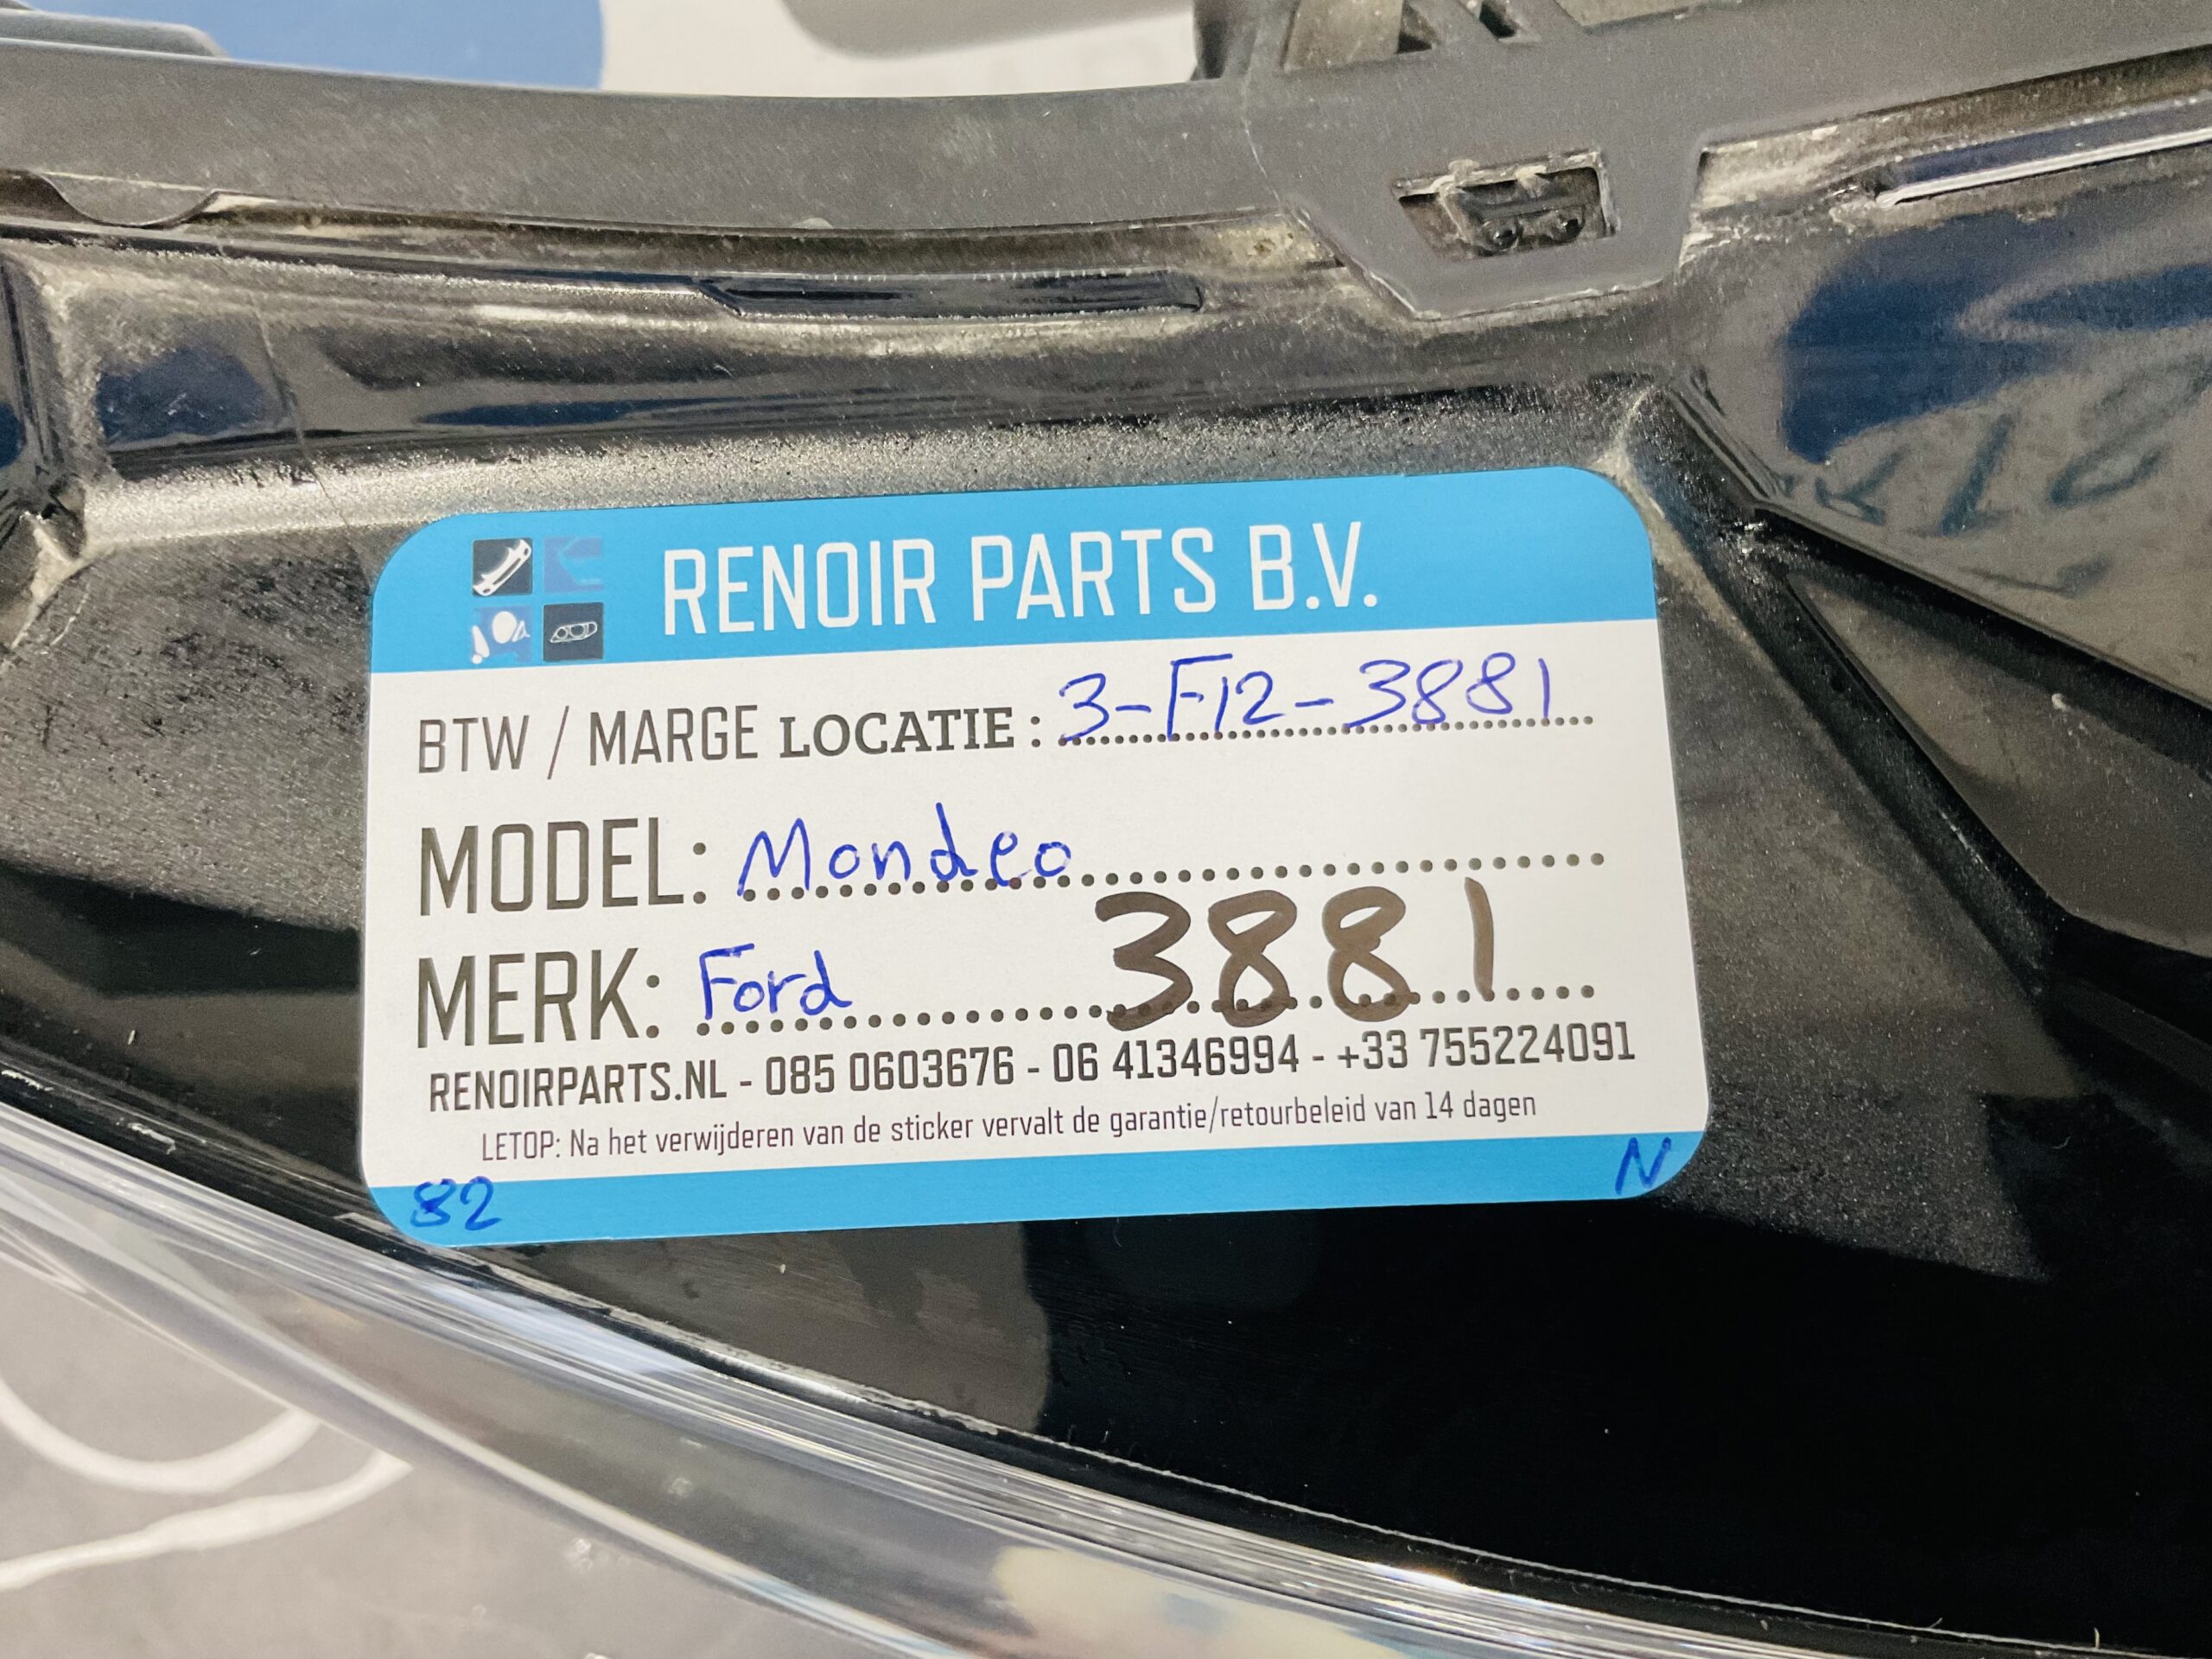 RENOIR PARTS B.V.
BTW / MARGE LOCATIE : 3-F12-3881
MODEL: Mondeo
MERK: Ford 3881
RENOIRPARTS.NL - 085 0603676 - 06 41346994 - +33 755224091
LETOP: Na het verwijderen van de sticker vervalt de garantie/retourbeleid van 14 dagen
82 N